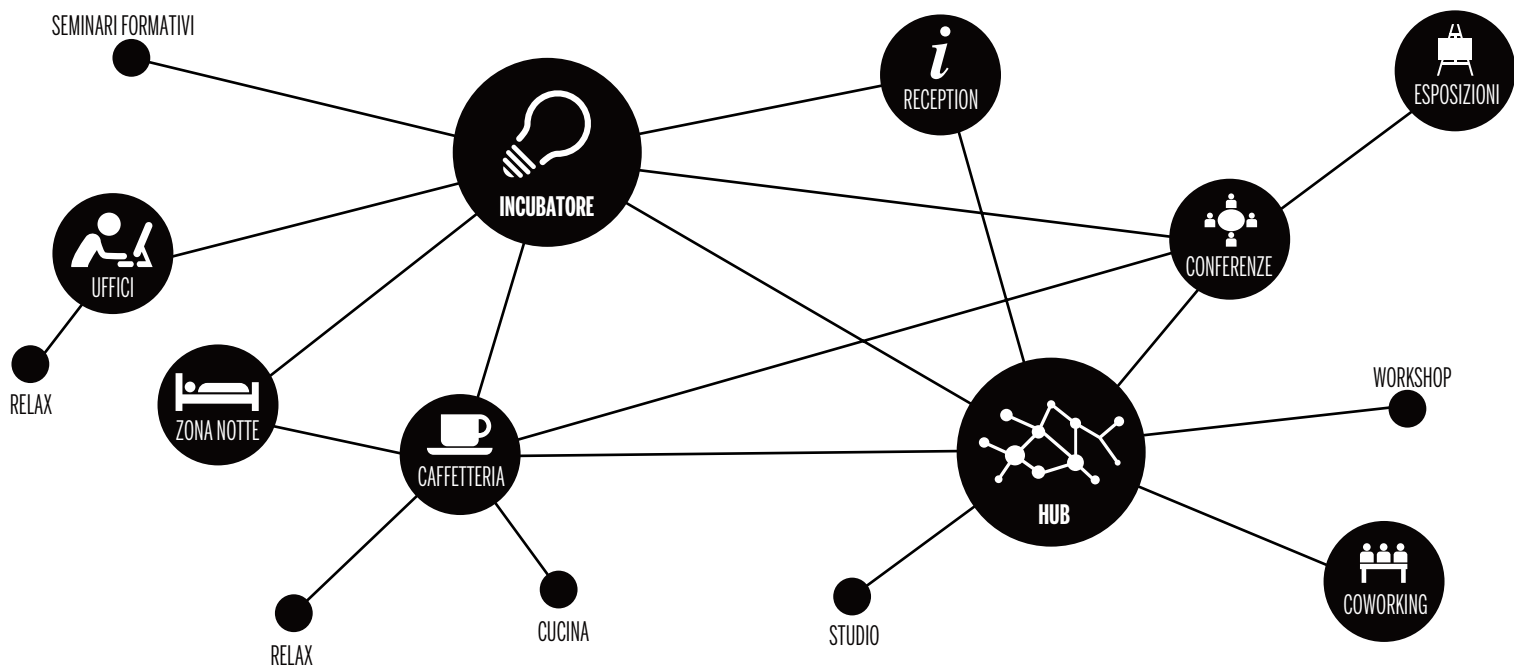 SEMINARI FORMATIVI
i
RECEPTION
ESPOSIZIONI
INCUBATORE
CONFERENZE
UFFICI
RELAX
ZONA NOTTE
WORKSHOP
CAFFETTERIA
HUB
COWORKING
CUCINA
STUDIO
RELAX